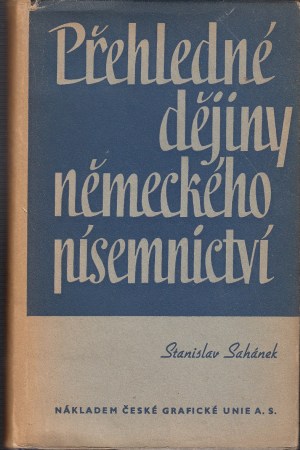 Přehledné
dějiny
německého
písemnictví
Stanislav Sahánek
NÁKLADEM ČESKÉ GRAFICKÉ UNIE A. S.